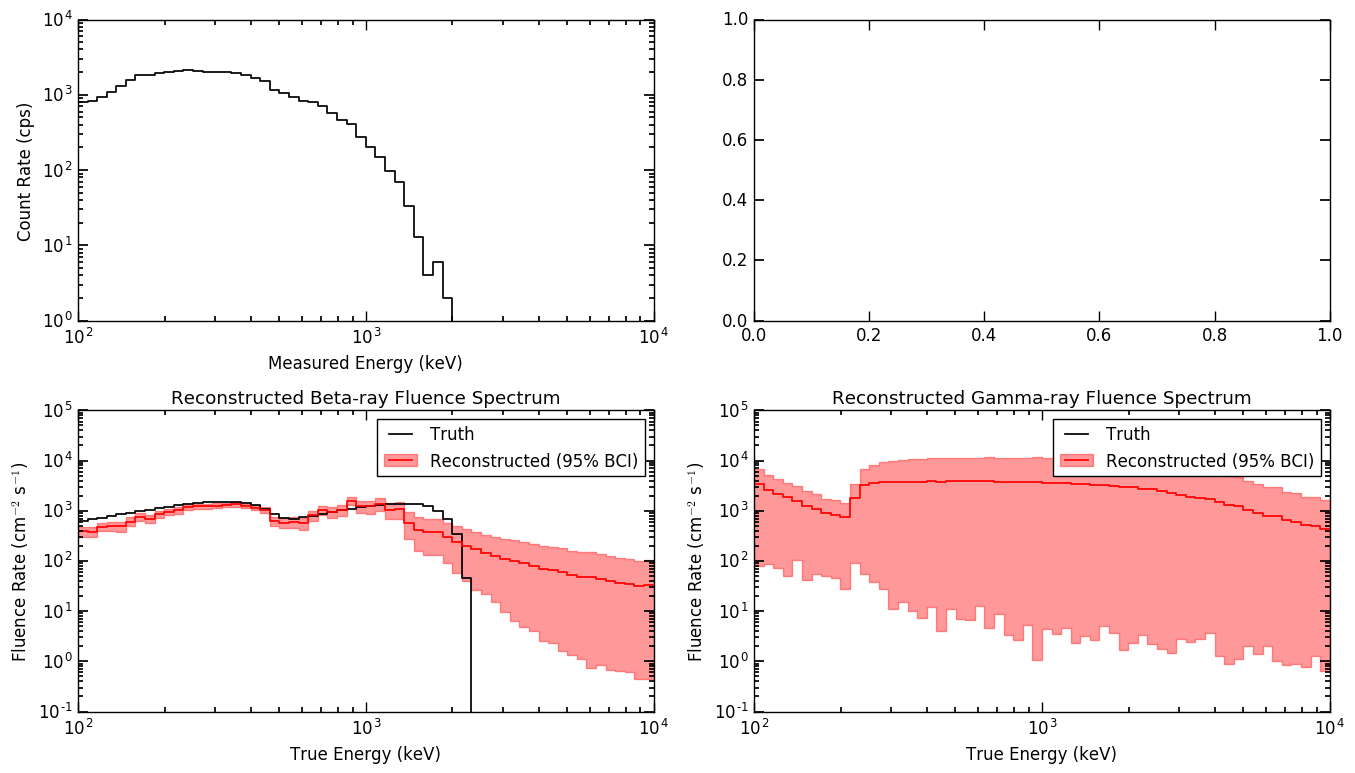 10^4
10^3
10^2
10^1
10^0
Count Rate (cps)
10^2 10^3 10^4
Measured Energy (keV)
1.0
0.8
0.6
0.4
0.2
0.0
0.0 0.2 0.4 0.6 0.8 1.0
Reconstructed Beta-ray Fluence Spectrum
10^5
10^4
10^3
10^2
10^1
10^0
10^-1
Fluence Rate (cm^−2 s^−1)
Truth
Reconstructed (95% BCI)
10^2 10^3 10^4
True Energy (keV)
Reconstructed Gamma-ray Fluence Spectrum
10^5
10^4
10^3
10^2
10^1
10^0
10^-1
Fluence Rate (cm^−2 s^−1)
Truth
Reconstructed (95% BCI)
10^2 10^3 10^4
True Energy (keV)